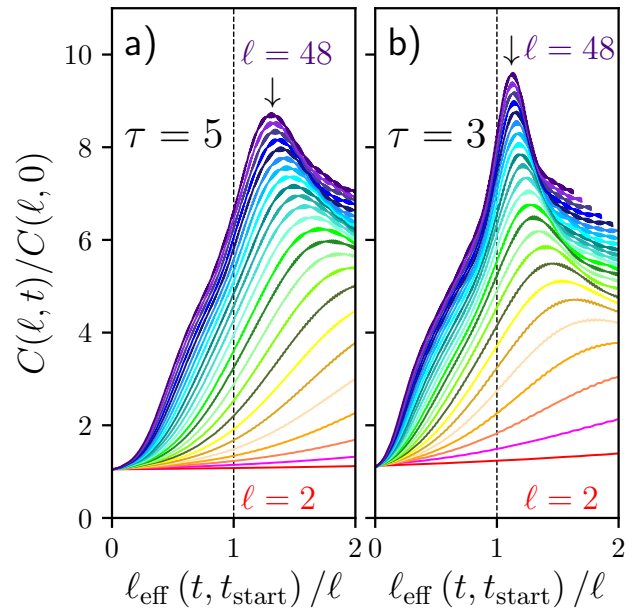 a)
ℓ = 48
↓
τ = 5
ℓ = 2
b)
ℓ = 48
↓
τ = 3
ℓ = 2
C(ℓ, t)/C(ℓ, 0)
10
8
6
4
2
0
0 1 2
0 1 2
ℓ_eff (t, t_start) /ℓ
ℓ_eff (t, t_start) /ℓ